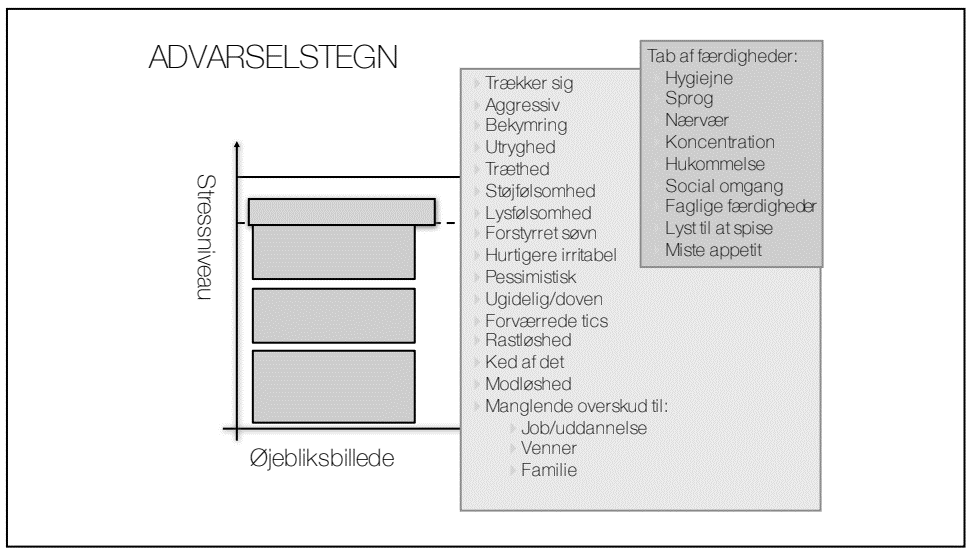 ADVARSELSTEGN
Stressniveau
Øjebliksbillede
Trækker sig
Aggressiv
Bekymring
Utryghed
Træthed
Støjfølsomhed
Lysfølsomhed
Forstyrret søvn
Hurtigere irritabel
Pessimistisk
Ugidelig/doven
Forværrede tics
Rastløshed
Ked af det
Modløshed
Manglende overskud til:
Job/uddannelse
Venner
Familie
Tab af færdigheder:
Hygiejne
Sprog
Nærvær
Koncentration
Hukommelse
Social omgang
Faglige færdigheder
Lyst til at spise
Miste appetit